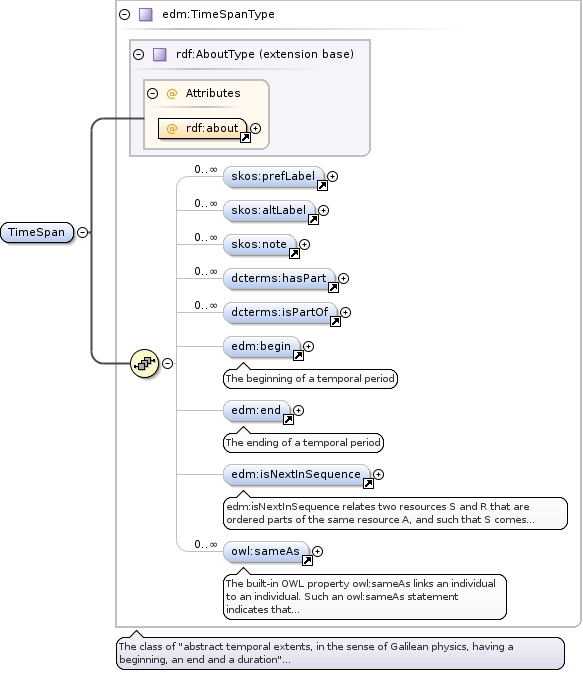 edm:TimeSpanType
rdf:AboutType (extension base)
@ Attributes
@ rdf:about
0..∞
skos:prefLabel
0..∞
skos:altLabel
0..∞
skos:note
TimeSpan
0..∞
dcterms:hasPart
0..∞
dcterms:isPartOf
edm:begin
The beginning of a temporal period
edm:end
The ending of a temporal period
edm:isNextInSequence
edm:isNextInSequence relates two resources S and R that are
ordered parts of the same resource A, and such that S comes...
0..∞
owl:sameAs
The built-in OWL property owl:sameAs links an individual
to an individual. Such an owl:sameAs statement
indicates that...
The class of "abstract temporal extents, in the sense of Galilean physics, having a
beginning, an end and a duration"...